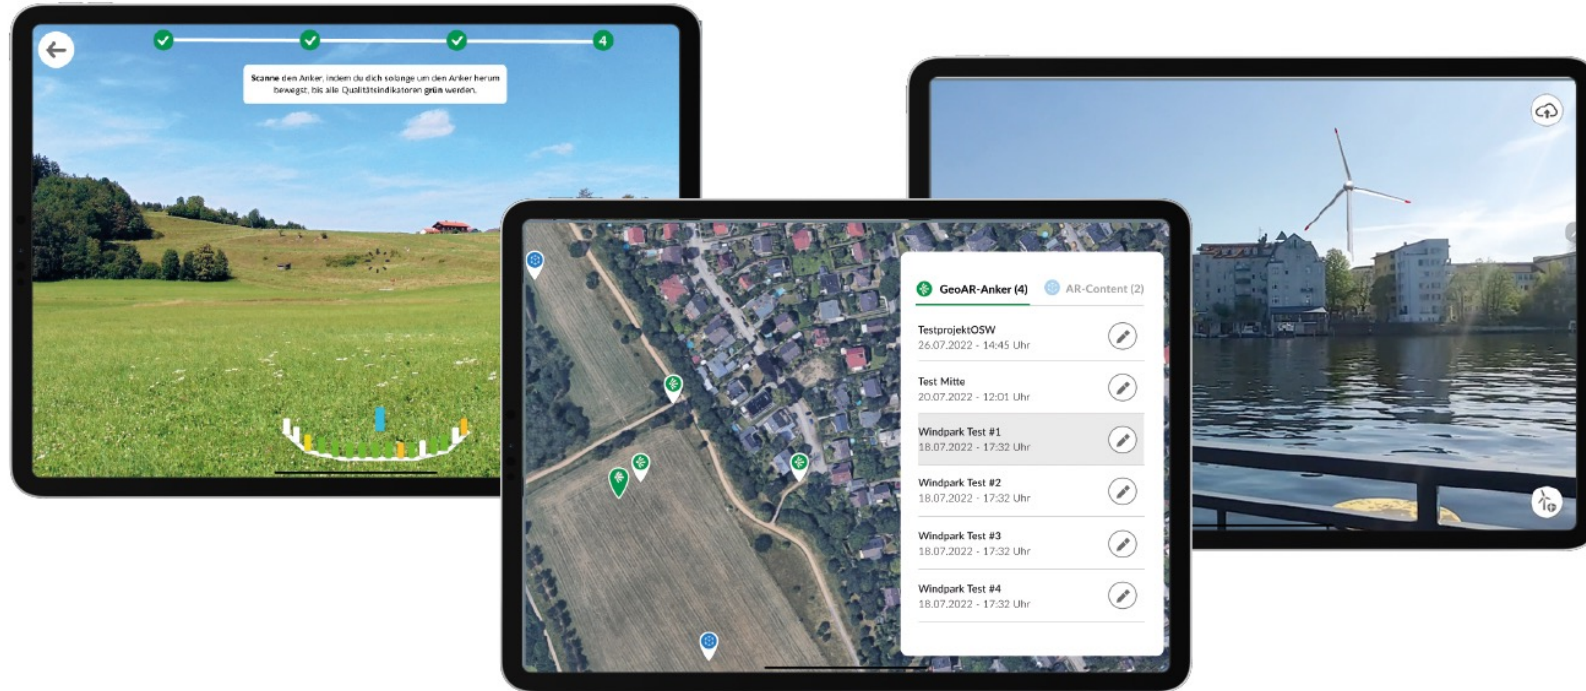 4
Scanne den Anker, indem du dich solange um den Anker herum
bewegst, bis alle Qualitätsindikatoren grün werden.
GeoAR-Anker (4) AR-Content (2)
TestprojektOSW
26.07.2022 - 14:45 Uhr
Test Mitte
20.07.2022 - 12:01 Uhr
Windpark Test #1
18.07.2022 - 17:32 Uhr
Windpark Test #2
18.07.2022 - 17:32 Uhr
Windpark Test #3
18.07.2022 - 17:32 Uhr
Windpark Test #4
18.07.2022 - 17:32 Uhr